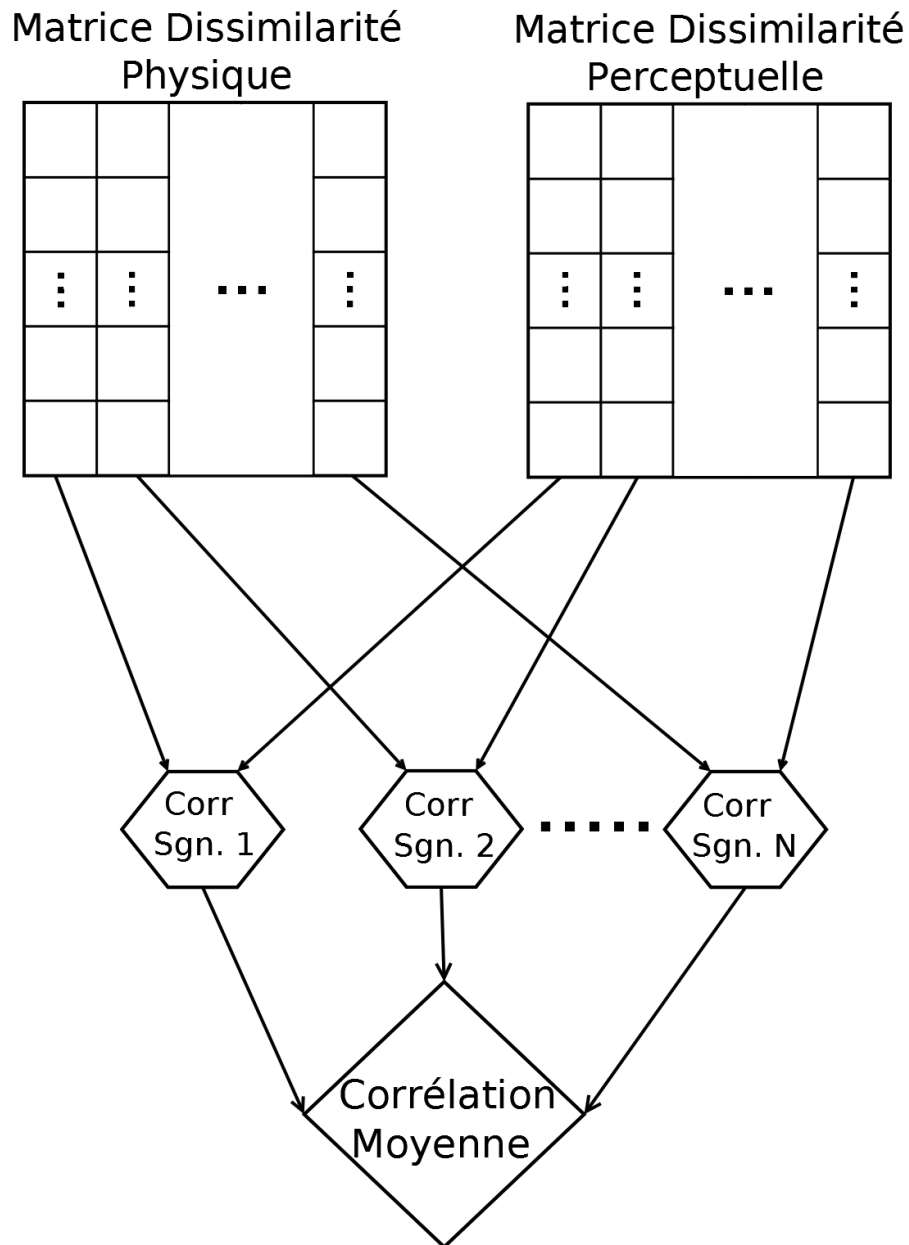 Matrice Dissimilarité
Physique
Matrice Dissimilarité
Perceptuelle
Corr
Sgn. 1
Corr
Sgn. 2
Corr
Sgn. N
Corrélation
Moyenne